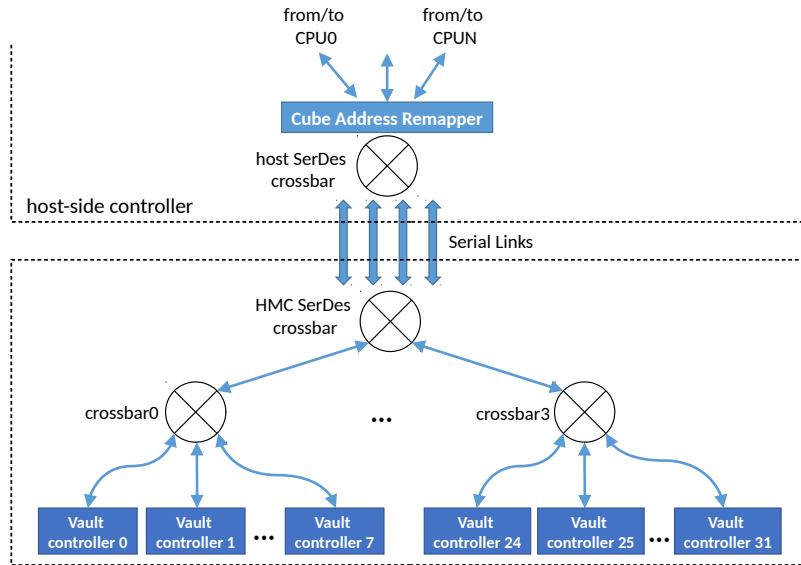 from/to
CPU0
from/to
CPUN
Cube Address Remapper
host SerDes
crossbar
host-side controller
Serial Links
HMC SerDes
crossbar
crossbar0
...
crossbar3
Vault
controller 0
Vault
controller 1
...
Vault
controller 7
Vault
controller 24
Vault
controller 25
...
Vault
controller 31